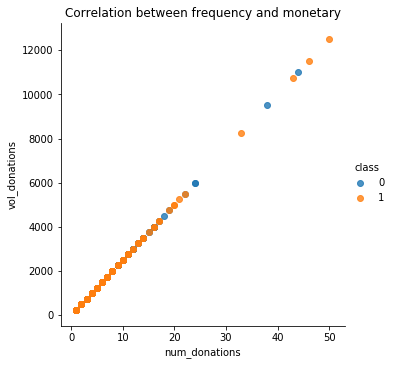 Correlation between frequency and monetary
12000
10000
8000
6000
4000
2000
0
vol_donations
0 10 20 30 40 50
num_donations
class
0
1